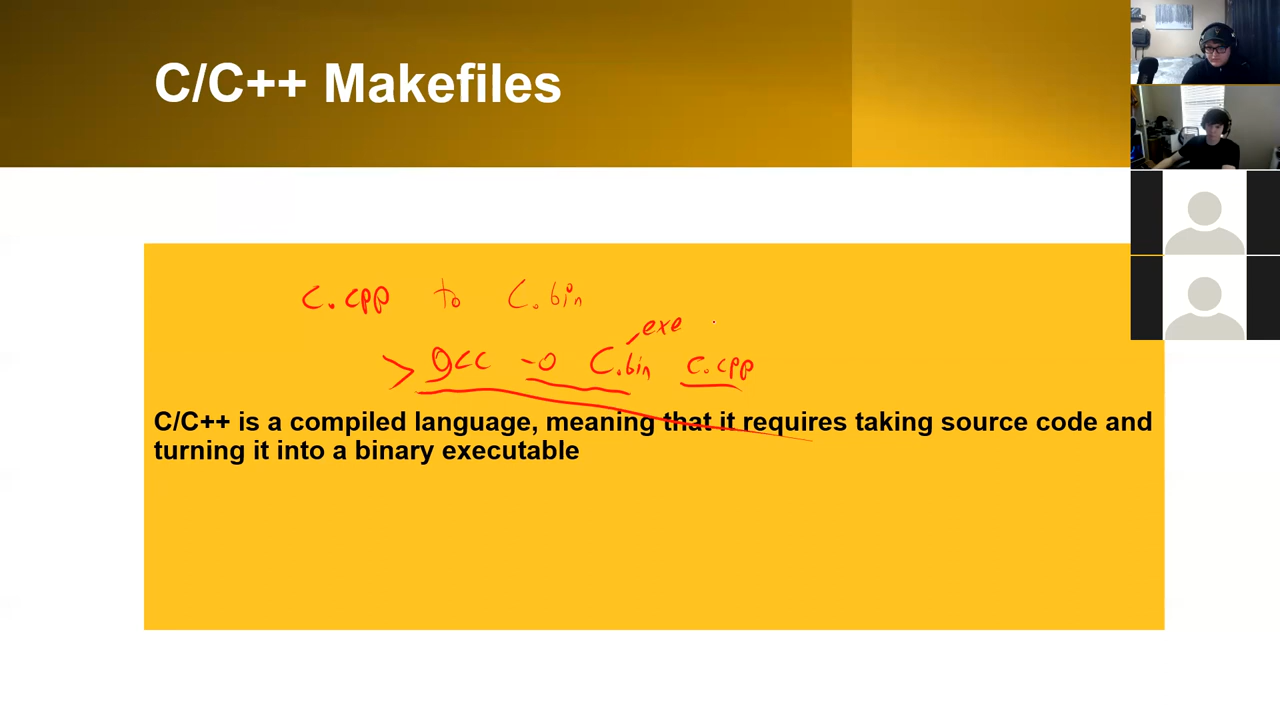 C/C++ Makefiles
c.cpp to C.bin
exe
> gcc -o C.bin c.cpp
C/C++ is a compiled language, meaning that it requires taking source code and
turning it into a binary executable